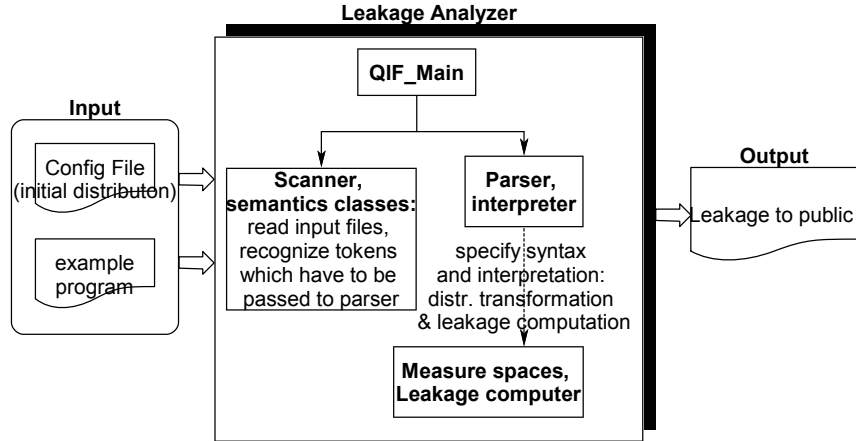 Leakage Analyzer
QIF_Main
Input
Config File
(initial distributon)
example
program
Scanner,
semantics classes:
read input files,
recognize tokens
which have to be
passed to parser
Parser,
interpreter
specify syntax
and interpretation:
distr. transformation
& leakage computation
Measure spaces,
Leakage computer
Output
Leakage to public